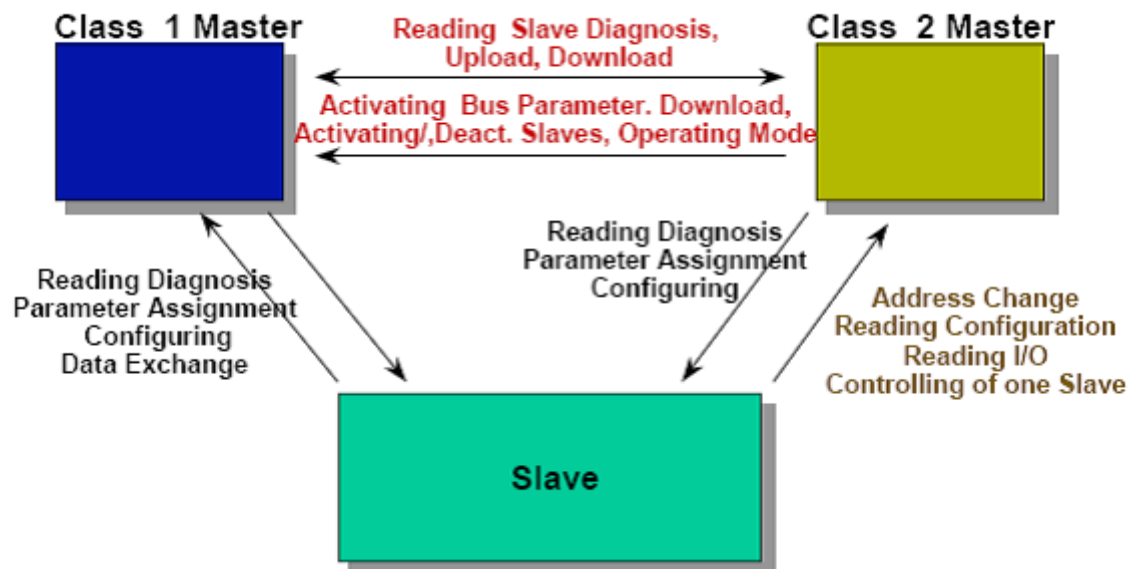 Class 1 Master
Class 2 Master
Reading Slave Diagnosis,
Upload, Download
Activating Bus Parameter. Download,
Activating/,Deact. Slaves, Operating Mode
Reading Diagnosis
Parameter Assignment
Configuring
Data Exchange
Reading Diagnosis
Parameter Assignment
Configuring
Address Change
Reading Configuration
Reading I/O
Controlling of one Slave
Slave